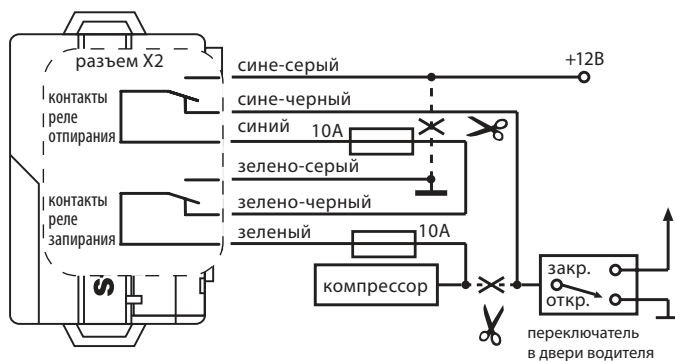 разъем X2
контакты
реле
отпирания
контакты
реле
запирания
S
сине-серый
+12В
сине-черный
синий
10А
зелено-серый
зелено-черный
зеленый
10А
компрессор
закр.
откр.
переключатель
в двери водителя